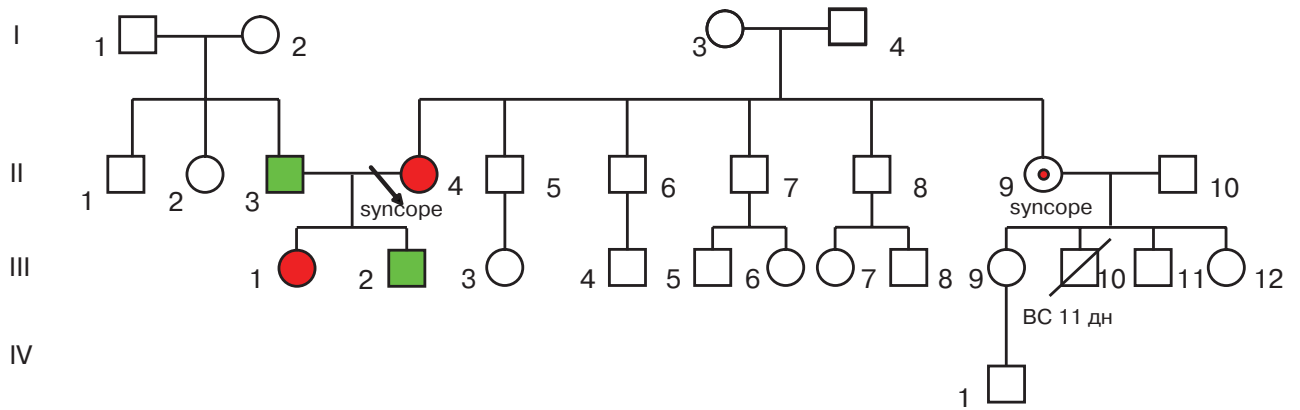 I 1 2 3 4
II 1 2 3 4 5 6 7 8 9 10
syncope syncope
III 1 2 3 4 5 6 7 8 9 10 11 12
ВС 11 дн
IV
1